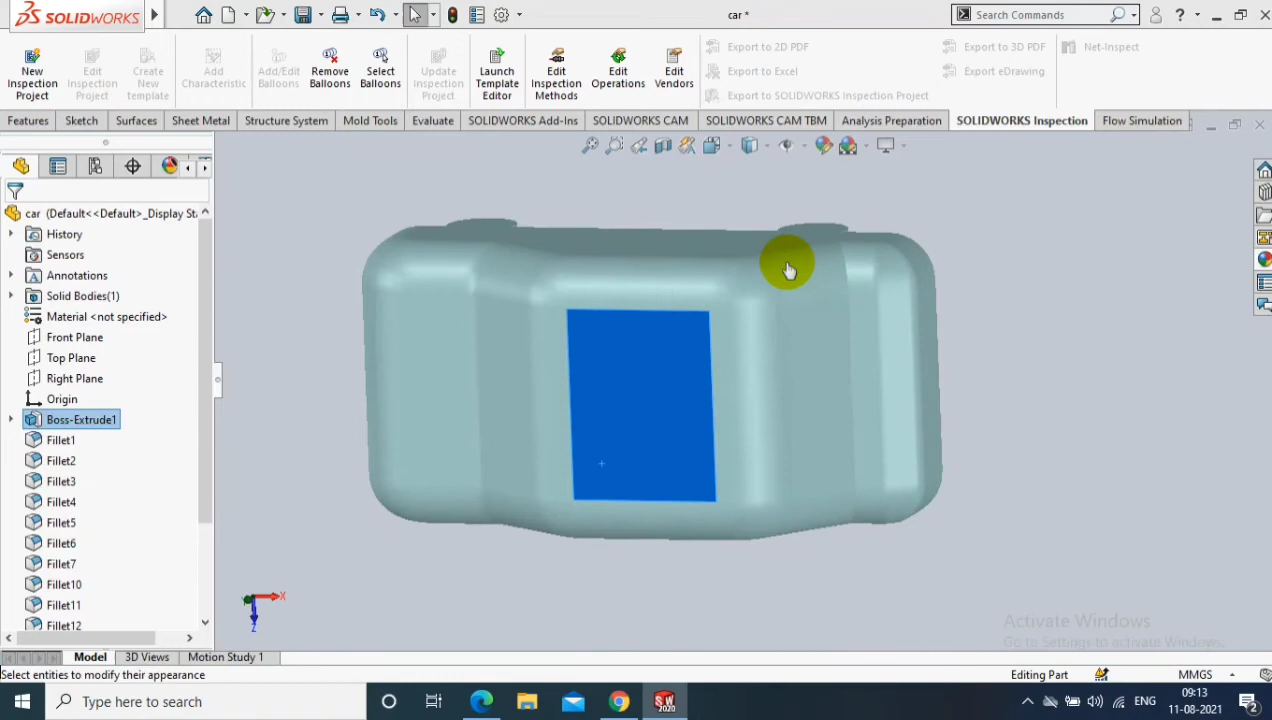 SOLIDWORKS
car *
Search Commands
New Inspection Project
Edit Inspection Project
Create New template
Add Characteristic
Add/Edit Balloons
Remove Balloons
Select Balloons
Update Inspection Project
Launch Template Editor
Edit Inspection Methods
Edit Operations
Edit Vendors
Export to 2D PDF
Export to Excel
Export to SOLIDWORKS Inspection Project
Export to 3D PDF
Export eDrawing
Net-Inspect
Features
Sketch
Surfaces
Sheet Metal
Structure System
Mold Tools
Evaluate
SOLIDWORKS Add-Ins
SOLIDWORKS CAM
SOLIDWORKS CAM TBM
Analysis Preparation
SOLIDWORKS Inspection
Flow Simulation
car (Default<<Default>_Display Sta
History
Sensors
Annotations
Solid Bodies(1)
Material <not specified>
Front Plane
Top Plane
Right Plane
Origin
Boss-Extrude1
Fillet1
Fillet2
Fillet3
Fillet4
Fillet5
Fillet6
Fillet7
Fillet10
Fillet11
Fillet12
Y
X
Z
Activate Windows
Go to Settings to activate Windows.
Model
3D Views
Motion Study 1
Select entities to modify their appearance
Editing Part
MMGS
Type here to search
SW
2020
ENG
09:13
11-08-2021
2